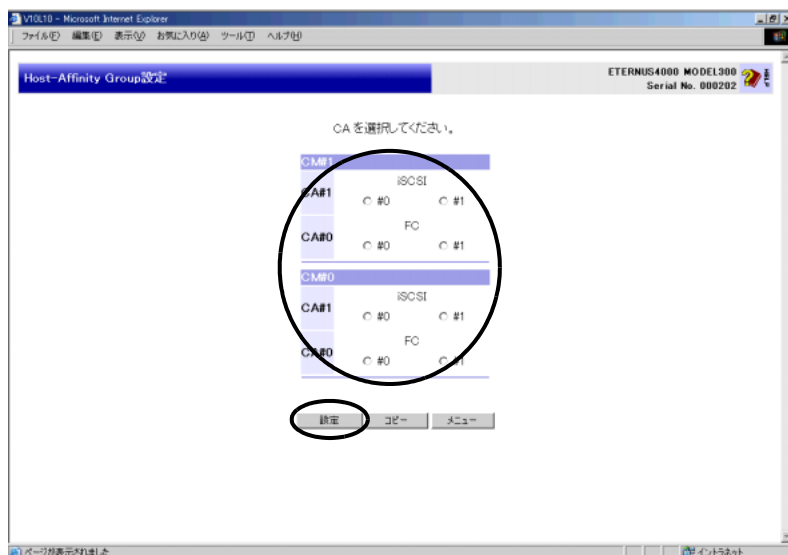 V10L10 - Microsoft Internet Explorer
ファイル(F) 編集(E) 表示(V) お気に入り(A) ツール(T) ヘルプ(H)
Host-Affinity Group設定
ETERNUS4000 MODEL300
Serial No. 000202
HELP
CAを選択してください。
CM#1
iSCSI
CA#1
#0 #1
FC
CA#0
#0 #1
CM#0
iSCSI
CA#1
#0 #1
FC
CA#0
#0 #1
設定 コピー メニュー
ページが表示されました
イントラネット